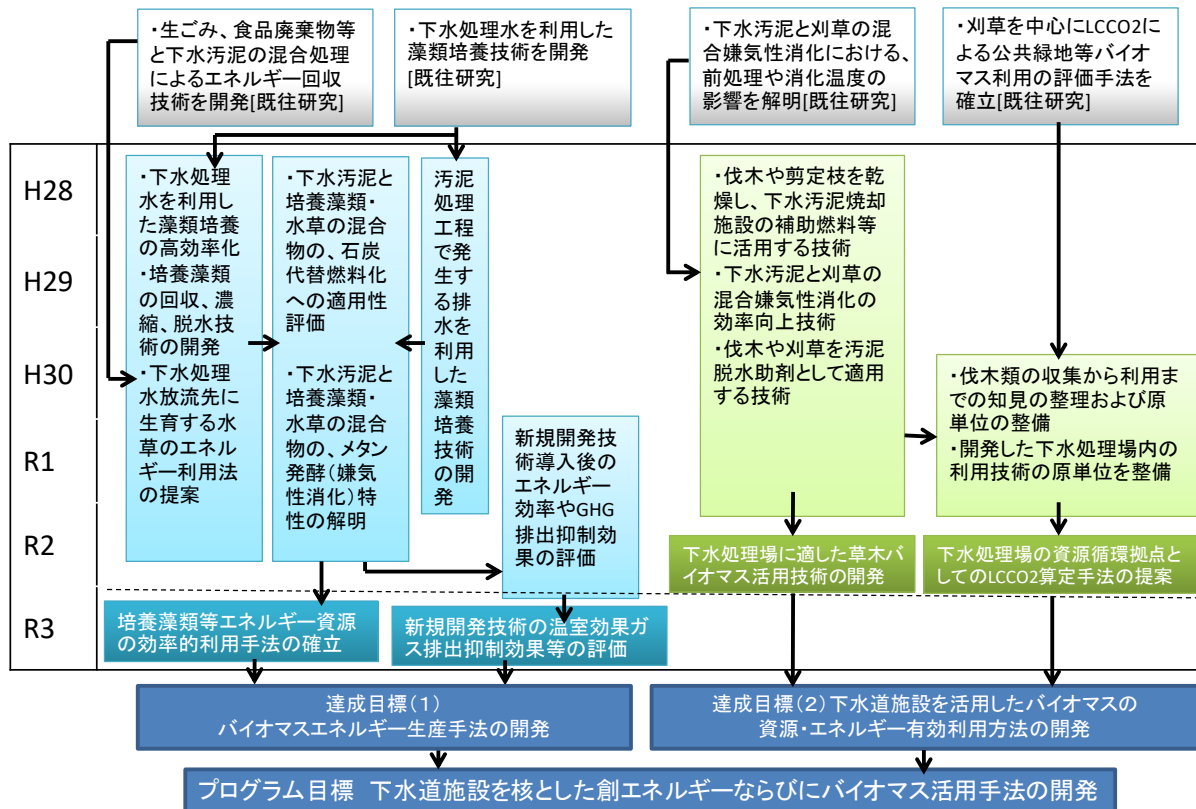 ・生ごみ、食品廃棄物等
と下水汚泥の混合処理
によるエネルギー回収
技術を開発[既往研究]
・下水処理水を利用した
藻類培養技術を開発
[既往研究]
・下水汚泥と刈草の混
合嫌気性消化における、
前処理や消化温度の
影響を解明[既往研究]
・刈草を中心にLCCO2に
よる公共緑地等バイオ
マス利用の評価手法を
確立[既往研究]
H28
H29
H30
R1
R2
R3
・下水処理
水を利用し
た藻類培養
の高効率化
・培養藻類
の回収、濃
縮、脱水技
術の開発
・下水処理
水放流先に
生育する水
草のエネル
ギー利用法
の提案
・下水汚泥と
培養藻類・
水草の混合
物の、石炭
代替燃料化
への適用性
評価
・下水汚泥と
培養藻類・
水草の混合
物の、メタン
発酵(嫌気
性消化)特
性の解明
汚泥
処理
工程
で発
生す
る排
水を
利用
した
藻類
培養
技術
の開
発
新規開発技
術導入後の
エネルギー
効率やGHG
排出抑制効
果の評価
・伐木や剪定枝を乾
燥し、下水汚泥焼却
施設の補助燃料等
に活用する技術
・下水汚泥と刈草の
混合嫌気性消化の
効率向上技術
・伐木や刈草を汚泥
脱水助剤として適用
する技術
・伐木類の収集から利用ま
での知見の整理および原
単位の整備
・開発した下水処理場内の
利用技術の原単位を整備
下水処理場に適した草木バ
イオマス活用技術の開発
下水処理場の資源循環拠点と
してのLCCO2算定手法の提案
培養藻類等エネルギー資源
の効率的利用手法の確立
新規開発技術の温室効果ガ
ス排出抑制効果等の評価
達成目標(1)
バイオマスエネルギー生産手法の開発
達成目標(2)下水道施設を活用したバイオマスの
資源・エネルギー有効利用方法の開発
プログラム目標 下水道施設を核とした創エネルギーならびにバイオマス活用手法の開発